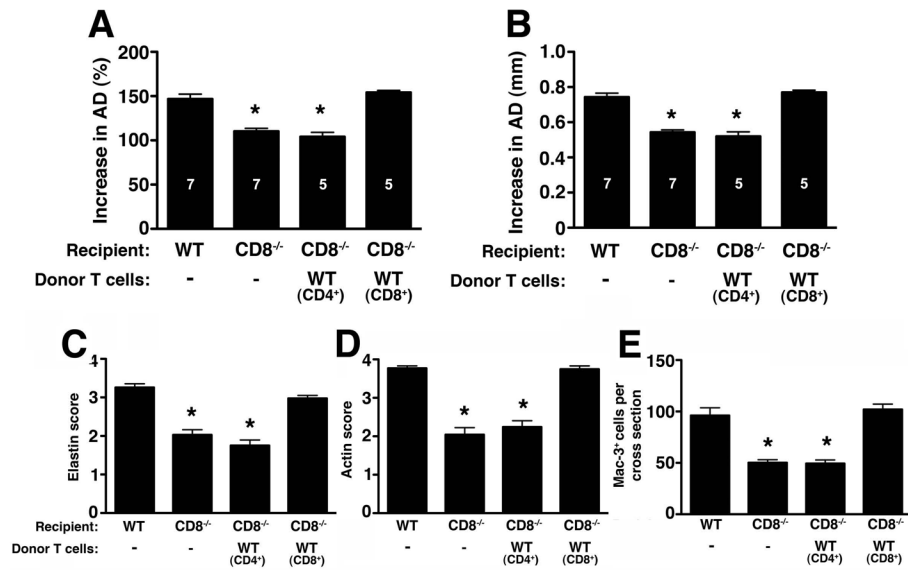 A
Increase in AD (%)
200
150
100
50
0
* *
7 7 5 5
Recipient: WT CD8-/- CD8-/- CD8-/-
Donor T cells: - - WT WT
(CD4+) (CD8+)
B
Increase in AD (mm)
1.0
0.8
0.6
0.4
0.2
0
* *
7 7 5 5
Recipient: WT CD8-/- CD8-/- CD8-/-
Donor T cells: - - WT WT
(CD4+) (CD8+)
C
Elastin score
4
3
2
1
0
* *
Recipient: WT CD8-/- CD8-/- CD8-/-
Donor T cells: - - WT WT
(CD4+) (CD8+)
D
Actin score
4
3
2
1
0
* *
WT CD8-/- CD8-/- CD8-/-
- - WT WT
(CD4+) (CD8+)
E
Mac-3+ cells per
cross section
150
100
50
0
* *
WT CD8-/- CD8-/- CD8-/-
- - WT WT
(CD4+) (CD8+)